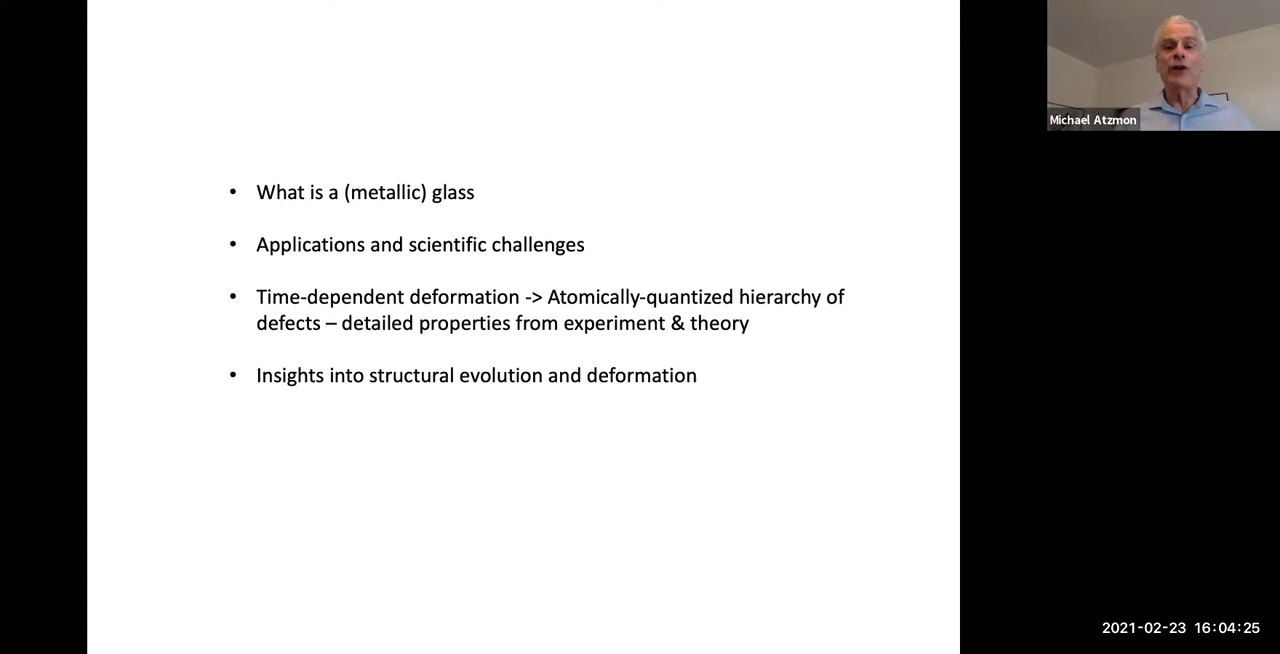 • What is a (metallic) glass
• Applications and scientific challenges
• Time-dependent deformation -> Atomically-quantized hierarchy of
defects – detailed properties from experiment & theory
• Insights into structural evolution and deformation
Michael Atzmon
2021-02-23 16:04:25